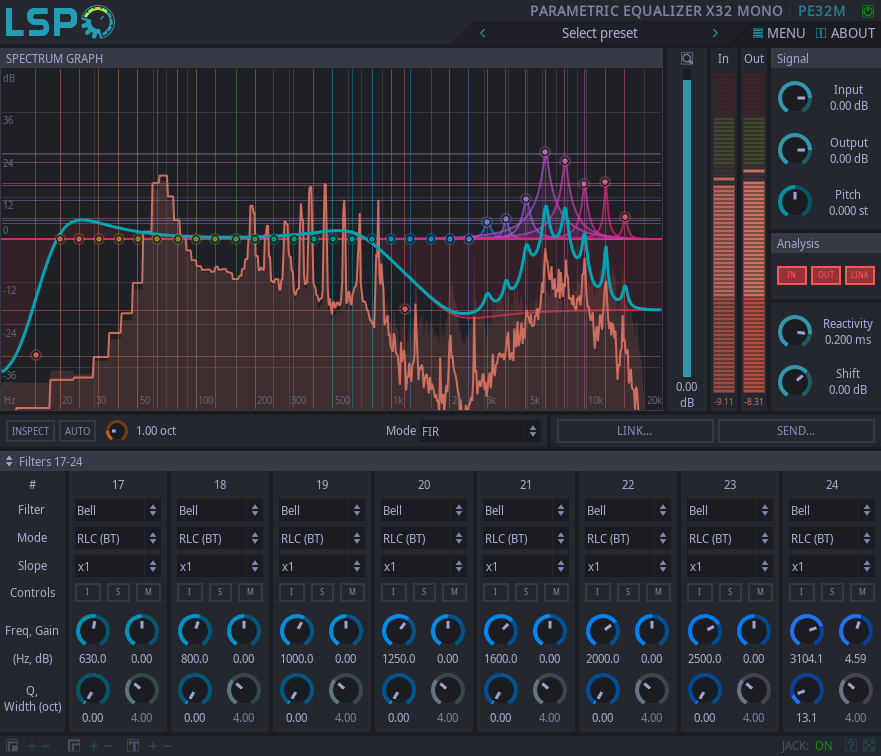 LSP
PARAMETRIC EQUALIZER X32 MONO PE32M
Select preset
MENU ABOUT
SPECTRUM GRAPH
dB
36
24
12
0
-12
-24
-36
Hz 20 30 50 100 200 300 500 1k 2k 3k 5k 10k 20k
0.00
dB
In Out
-9.11 -8.31
Signal
Input
0.00 dB
Output
0.00 dB
Pitch
0.000 st
Analysis
IN OUT LINK
Reactivity
0.200 ms
Shift
0.00 dB
INSPECT AUTO 1.00 oct Mode FIR LINK... SEND...
Filters 17-24
# 17 18 19 20 21 22 23 24
Filter Bell Bell Bell Bell Bell Bell Bell Bell
Mode RLC (BT) RLC (BT) RLC (BT) RLC (BT) RLC (BT) RLC (BT) RLC (BT) RLC (BT)
Slope x1 x1 x1 x1 x1 x1 x1 x1
Controls I S M I S M I S M I S M I S M I S M I S M I S M
Freq, Gain
(Hz, dB) 630.0 0.00 800.0 0.00 1000.0 0.00 1250.0 0.00 1600.0 0.00 2000.0 0.00 2500.0 0.00 3104.1 4.59
Q,
Width (oct)
0.00 4.00 0.00 4.00 0.00 4.00 0.00 4.00 0.00 4.00 0.00 4.00 0.00 4.00 13.1 4.00
JACK: ON ?